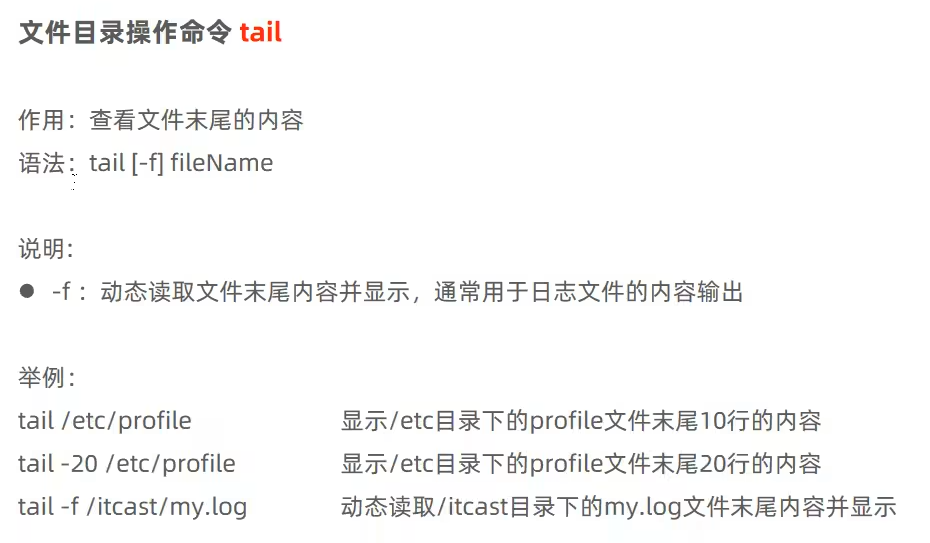 文件目录操作命令 tail
作用：查看文件末尾的内容
语法：tail [-f] fileName
说明：
● -f ：动态读取文件末尾内容并显示，通常用于日志文件的内容输出
举例：
tail /etc/profile 显示/etc目录下的profile文件末尾10行的内容
tail -20 /etc/profile 显示/etc目录下的profile文件末尾20行的内容
tail -f /itcast/my.log 动态读取/itcast目录下的my.log文件末尾内容并显示